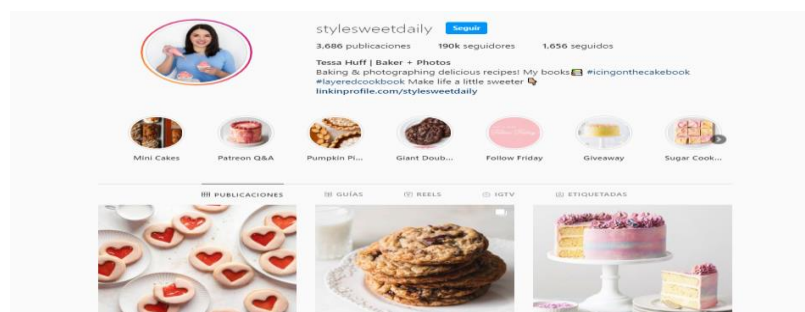 stylesweetdaily Seguir
3,686 publicaciones 190k seguidores 1,656 seguidos
Tessa Huff | Baker + Photos
Baking & photographing delicious recipes! My books #icingonthecakebook
#layeredcookbook Make life a little sweeter
linkinprofile.com/stylesweetdaily
Mini Cakes Patreon Q&A Pumpkin Pi... Giant Doub... Follow Friday Giveaway Sugar Cook...
PUBLICACIONES GUÍAS REELS IGTV ETIQUETADAS